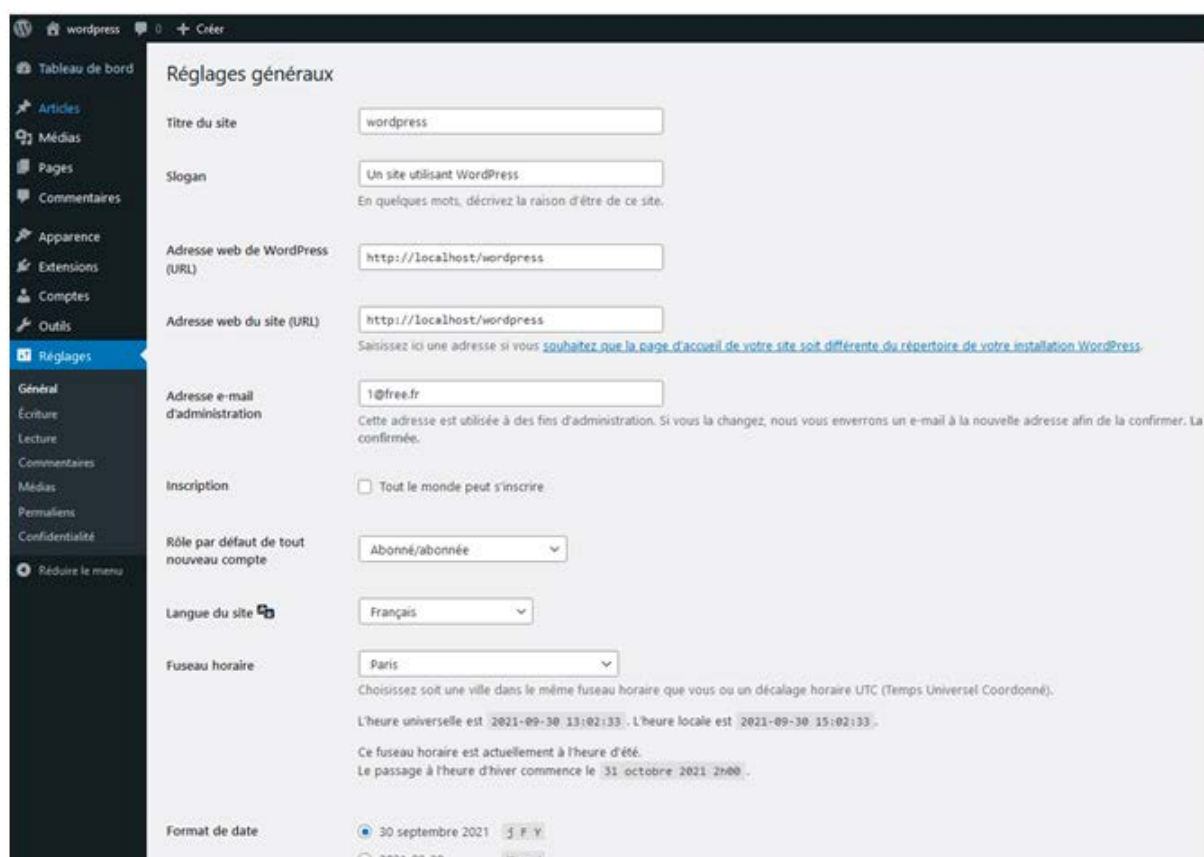 wordpress 0 + Créer
Tableau de bord
Articles
Médias
Pages
Commentaires
Apparence
Extensions
Comptes
Outils
Réglages
Général
Écriture
Lecture
Commentaires
Médias
Permaliens
Confidentialité
Réduire le menu
Réglages généraux
Titre du site
wordpress
Slogan
Un site utilisant WordPress
En quelques mots, décrivez la raison d'être de ce site.
Adresse web de WordPress
(URL)
http://localhost/wordpress
Adresse web du site (URL)
http://localhost/wordpress
Saisissez ici une adresse si vous souhaitez que la page d'accueil de votre site soit différente du répertoire de votre installation WordPress.
Adresse e-mail
d'administration
1@free.fr
Cette adresse est utilisée à des fins d'administration. Si vous la changez, nous vous enverrons un e-mail à la nouvelle adresse afin de la confirmer. La
confirmée.
Inscription
Tout le monde peut s'inscrire
Rôle par défaut de tout
nouveau compte
Abonné/abonnée
Langue du site
Français
Fuseau horaire
Paris
Choisissez soit une ville dans le même fuseau horaire que vous ou un décalage horaire UTC (Temps Universel Coordonné).
L'heure universelle est 2021-09-30 13:02:33 . L'heure locale est 2021-09-30 15:02:33 .
Ce fuseau horaire est actuellement à l'heure d'été.
Le passage à l'heure d'hiver commence le 31 octobre 2021 2h00 .
Format de date
30 septembre 2021 j F Y